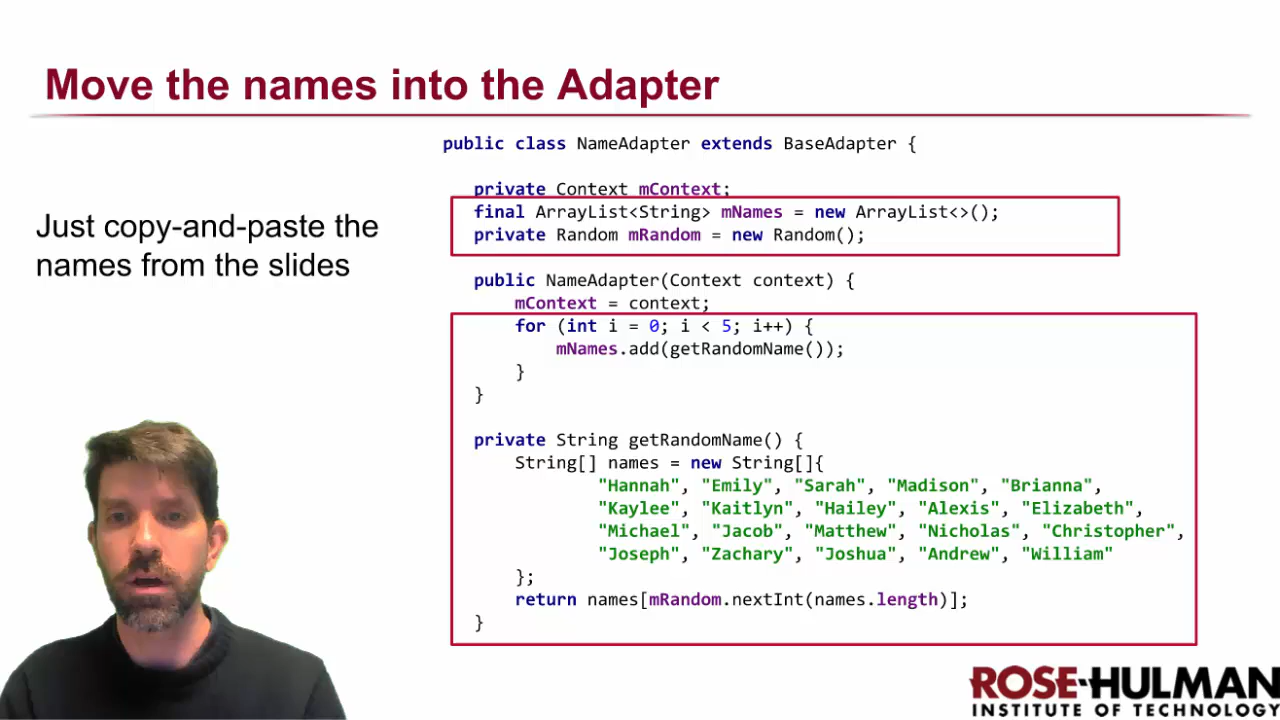 Move the names into the Adapter
Just copy-and-paste the
names from the slides
public class NameAdapter extends BaseAdapter {
private Context mContext;
final ArrayList<String> mNames = new ArrayList<>();
private Random mRandom = new Random();
public NameAdapter(Context context) {
mContext = context;
for (int i = 0; i < 5; i++) {
mNames.add(getRandomName());
}
}
private String getRandomName() {
String[] names = new String[]{
"Hannah", "Emily", "Sarah", "Madison", "Brianna",
"Kaylee", "Kaitlyn", "Hailey", "Alexis", "Elizabeth",
"Michael", "Jacob", "Matthew", "Nicholas", "Christopher",
"Joseph", "Zachary", "Joshua", "Andrew", "William"
};
return names[mRandom.nextInt(names.length)];
}
ROSE-HULMAN
INSTITUTE OF TECHNOLOGY